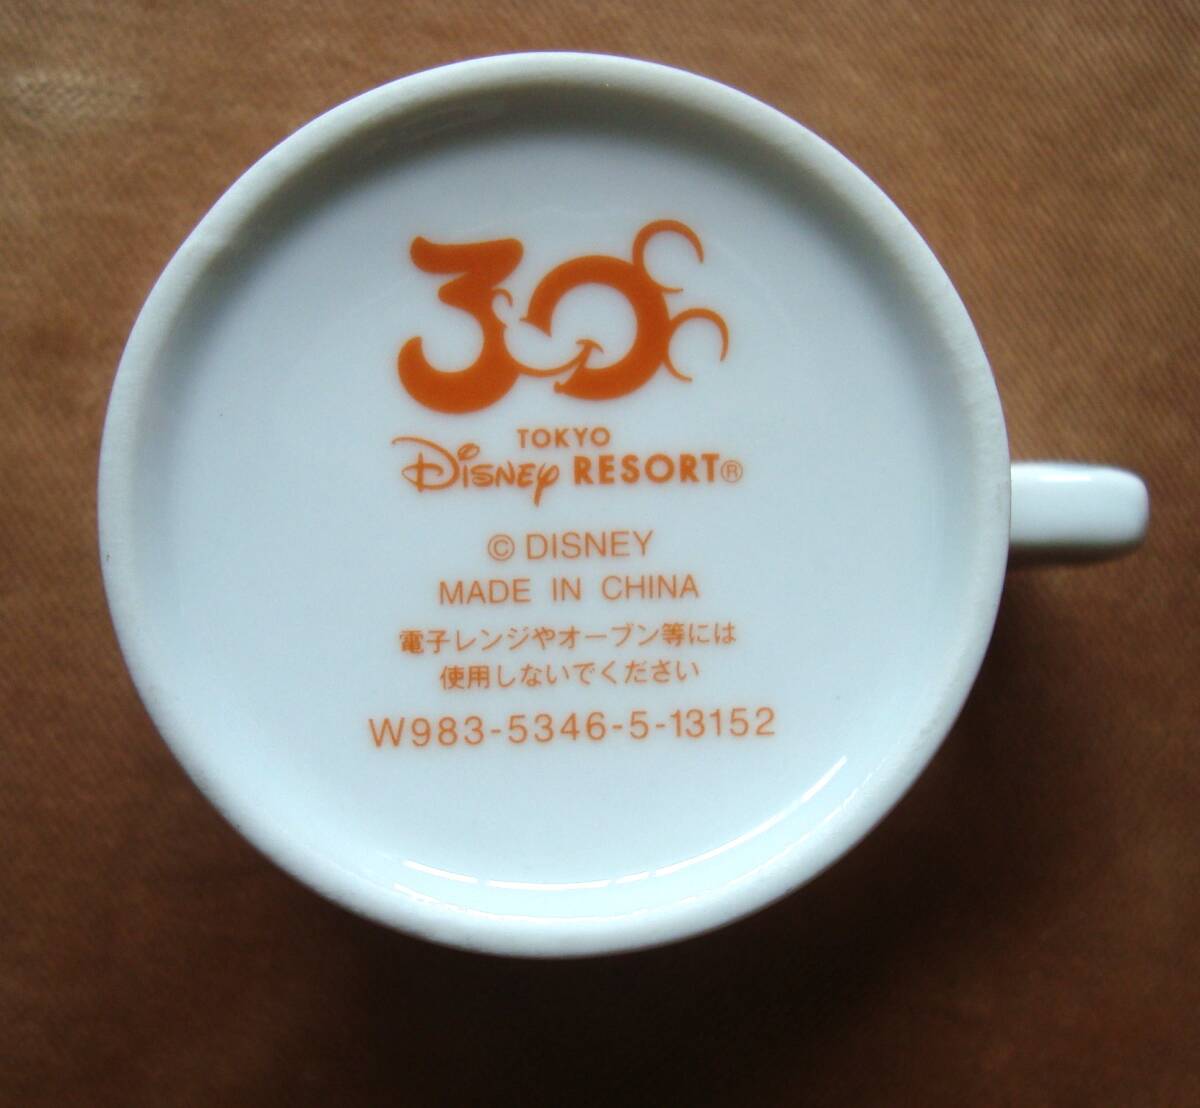 30
TOKYO
Disney RESORT®
© DISNEY
MADE IN CHINA
電子レンジやオーブン等には
使用しないでください
W983-5346-5-13152